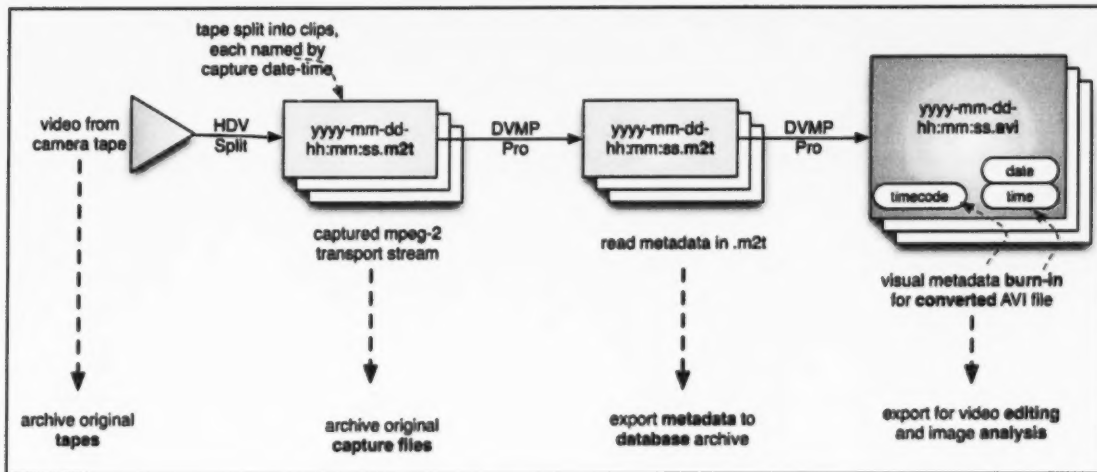 tape split into clips,
each named by
capture date-time
video from
camera tape
HDV
Split
yyyy-mm-dd-
hh:mm:ss.m2t
DVMP
Pro
yyyy-mm-dd-
hh:mm:ss.m2t
DVMP
Pro
yyyy-mm-dd-
hh:mm:ss.avi
date
timecode
time
captured mpeg-2
transport stream
read metadata in .m2t
visual metadata burn-in
for converted AVI file
archive original
tapes
archive original
capture files
export metadata to
database archive
export for video editing
and image analysis